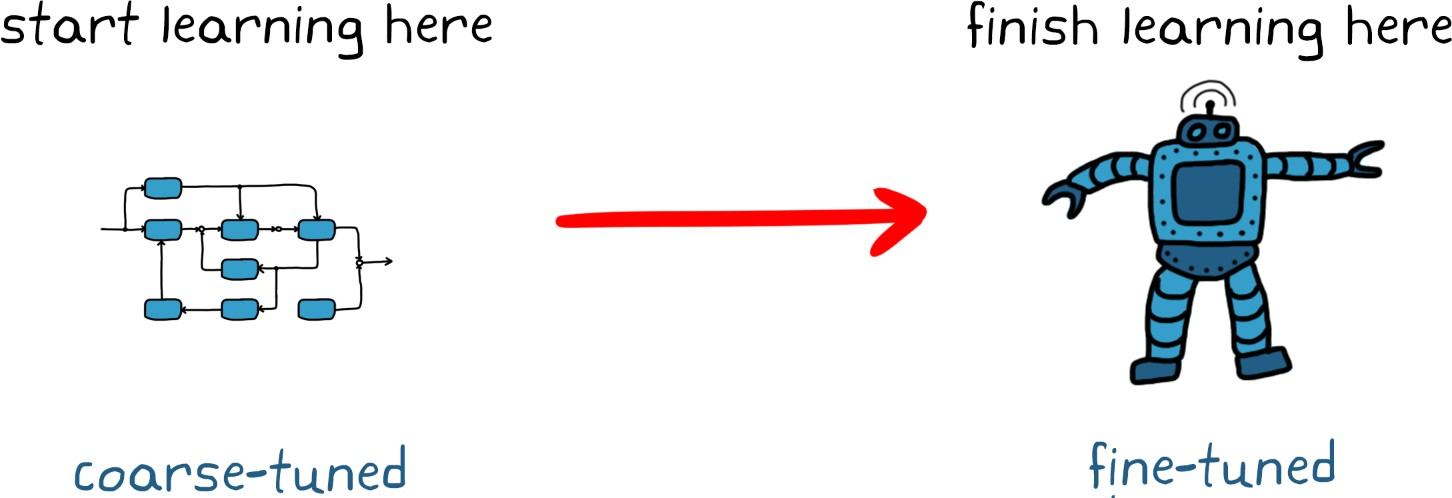 start learning here
finish learning here
coarse-tuned
fine-tuned